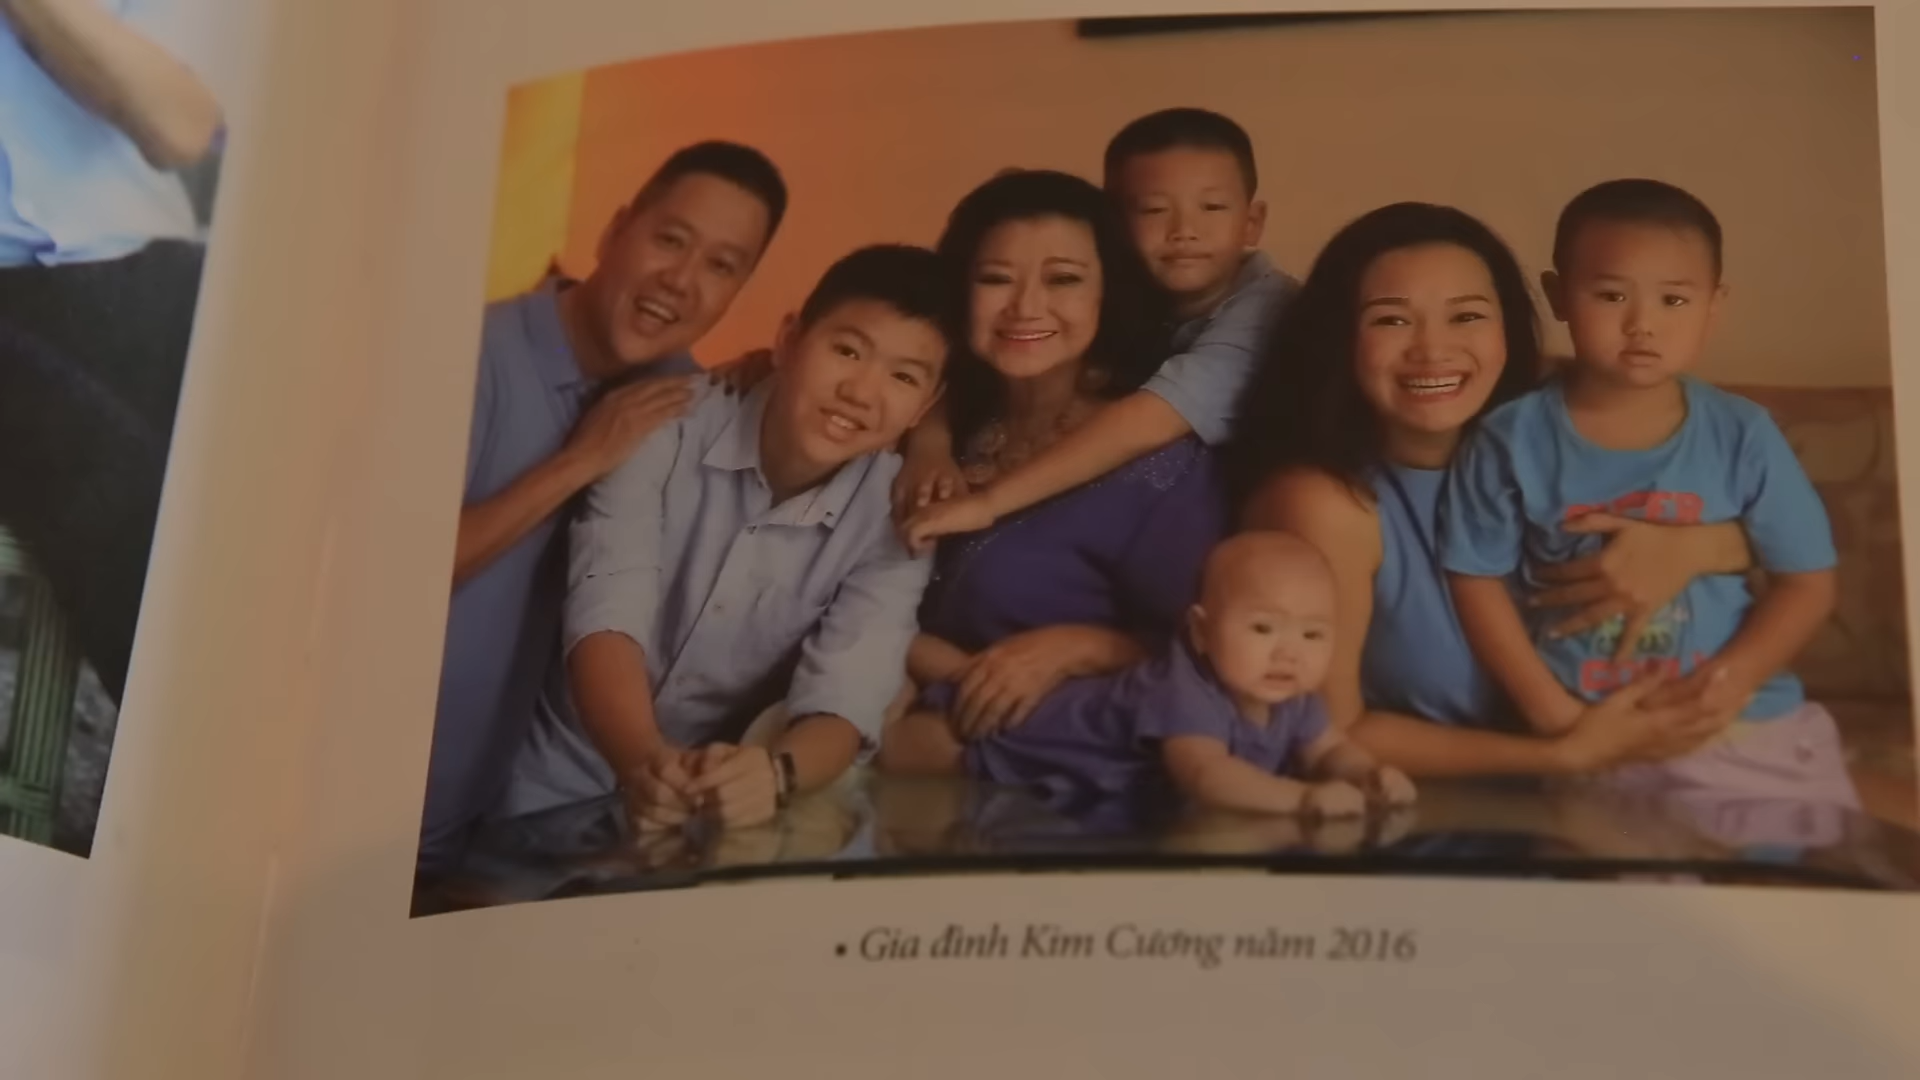 • Gia đình Kim Cương năm 2016